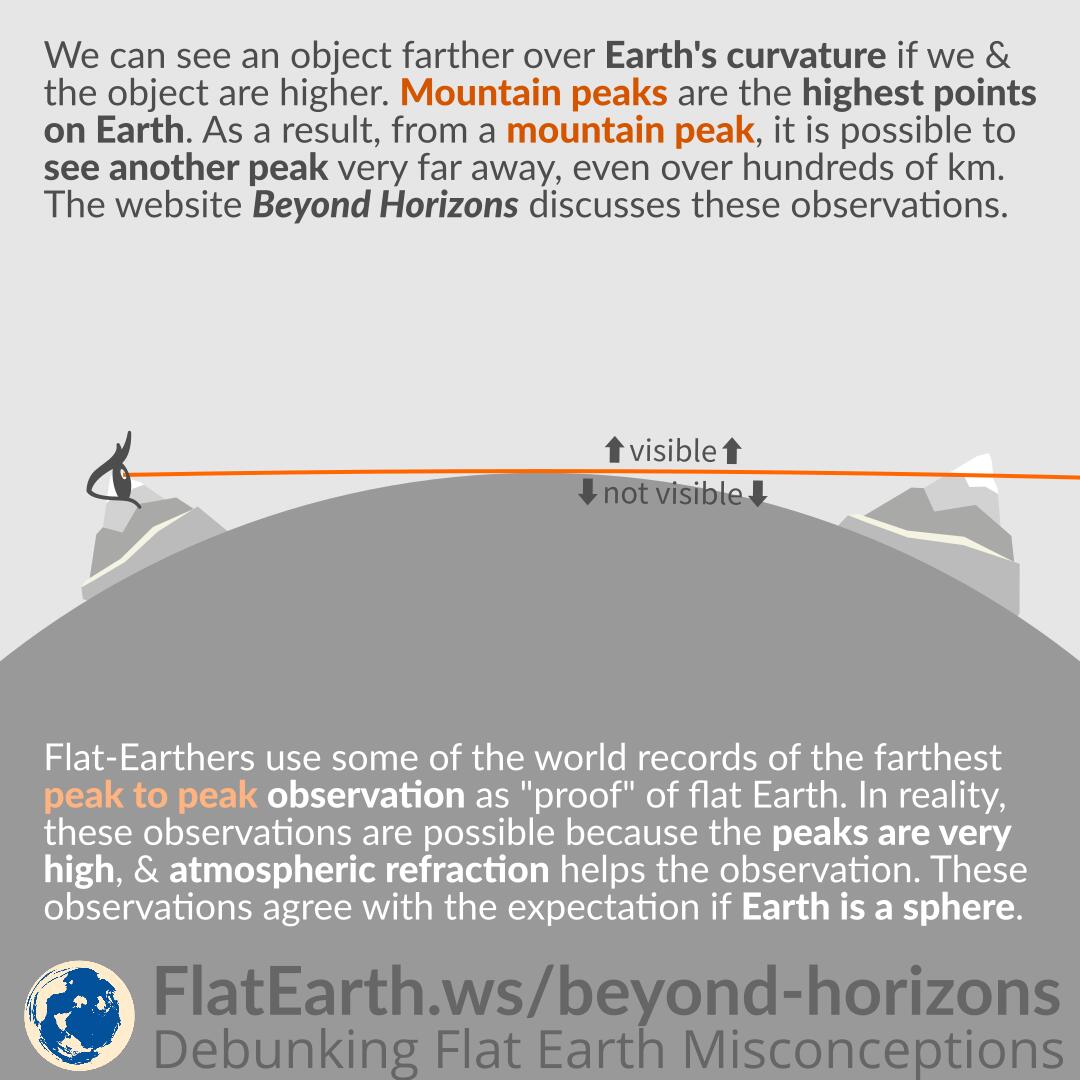 We can see an object farther over Earth's curvature if we &
the object are higher. Mountain peaks are the highest points
on Earth. As a result, from a mountain peak, it is possible to
see another peak very far away, even over hundreds of km.
The website Beyond Horizons discusses these observations.
⬆visible⬆
⬇not visible⬇
Flat-Earthers use some of the world records of the farthest
peak to peak observation as "proof" of flat Earth. In reality,
these observations are possible because the peaks are very
high, & atmospheric refraction helps the observation. These
observations agree with the expectation if Earth is a sphere.
FlatEarth.ws/beyond-horizons
Debunking Flat Earth Misconceptions